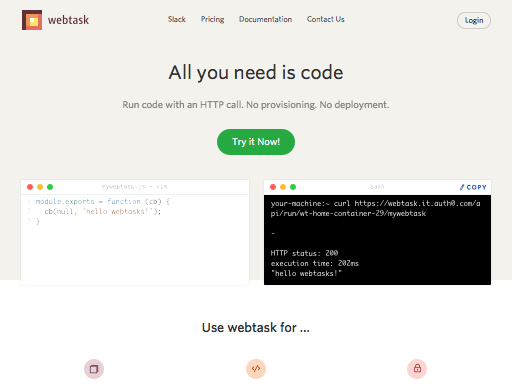 webtask
Slack Pricing Documentation Contact Us
Login
All you need is code
Run code with an HTTP call. No provisioning. No deployment.
Try it Now!
mywebtask.js — vim
1 module.exports = function (cb) {
2 cb(null, 'hello webtasks!');
3 }
bash
COPY
your-machine:~ curl https://webtask.it.auth0.com/a
pi/run/wt-home-container-29/mywebtask
-
HTTP status: 200
execution time: 202ms
"hello webtasks!"
Use webtask for ...